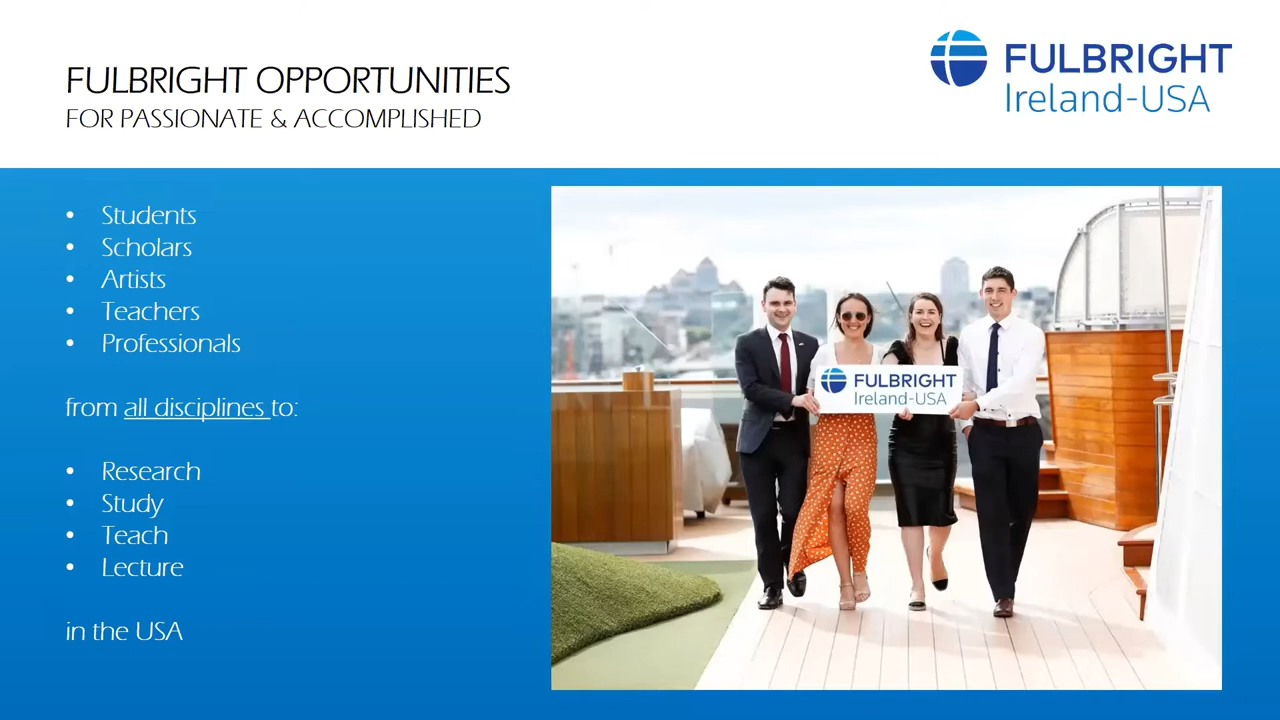 FULBRIGHT OPPORTUNITIES
FOR PASSIONATE & ACCOMPLISHED
FULBRIGHT
Ireland-USA
• Students
• Scholars
• Artists
• Teachers
• Professionals
from all disciplines to:
• Research
• Study
• Teach
• Lecture
in the USA
FULBRIGHT
Ireland-USA